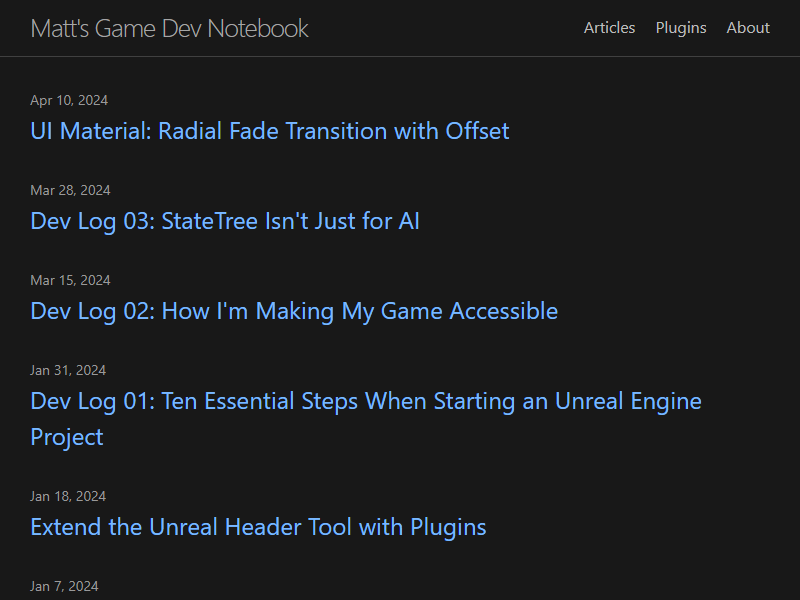 Matt's Game Dev Notebook
Articles Plugins About
Apr 10, 2024
UI Material: Radial Fade Transition with Offset
Mar 28, 2024
Dev Log 03: StateTree Isn't Just for AI
Mar 15, 2024
Dev Log 02: How I'm Making My Game Accessible
Jan 31, 2024
Dev Log 01: Ten Essential Steps When Starting an Unreal Engine
Project
Jan 18, 2024
Extend the Unreal Header Tool with Plugins
Jan 7, 2024